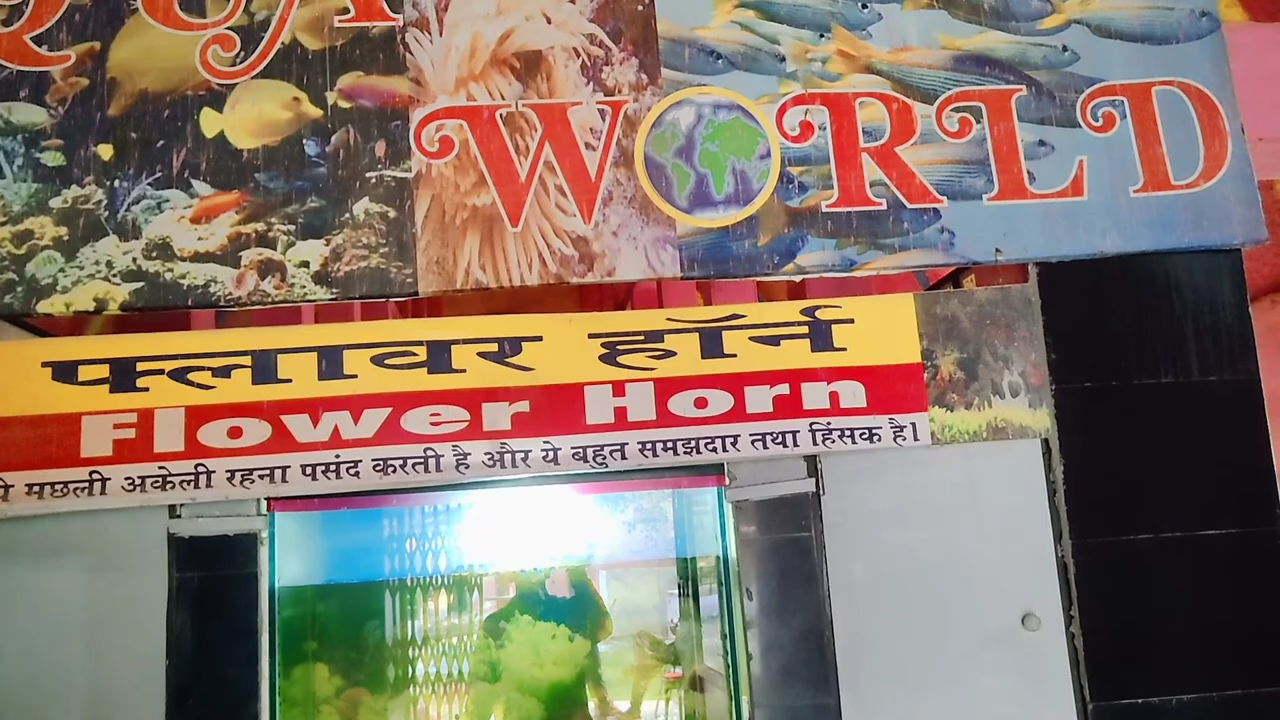 WORLD
फ्लावर हॉर्न
Flower Horn
मछली अकेली रहना पसंद करती है और ये बहुत समझदार तथा हिंसक है।